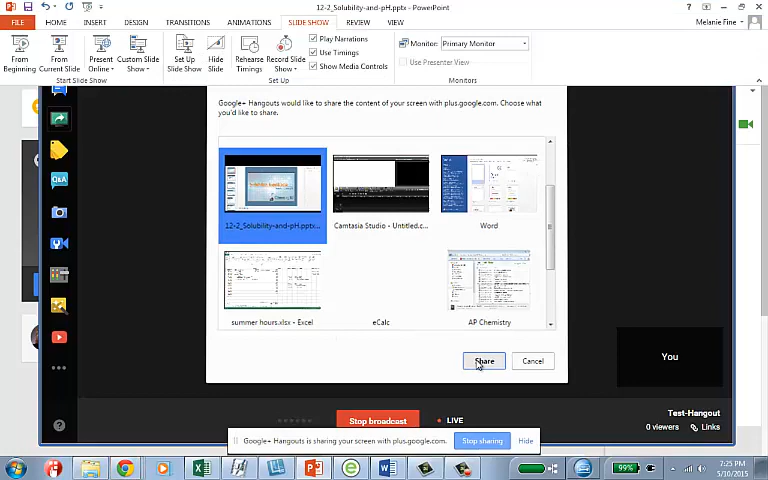 12-2_Solubility-and-pH.pptx - PowerPoint
FILE HOME INSERT DESIGN TRANSITIONS ANIMATIONS SLIDE SHOW REVIEW VIEW Melanie Fine
From Beginning
From Current Slide
Present Online
Custom Slide Show
Set Up Slide Show
Hide Slide
Rehearse Timings
Record Slide Show
Play Narrations
Use Timings
Show Media Controls
Monitor: Primary Monitor
Use Presenter View
Start Slide Show Set Up Monitors
Google+ Hangouts would like to share the content of your screen with plus.google.com. Choose what
you'd like to share.
12-2_Solubility-and-pH.pptx... Camtasia Studio - Untitled.c... Word
summer hours.xlsx - Excel eCalc AP Chemistry
Share Cancel
Q&A
You
Stop broadcast LIVE
Test-Hangout
0 viewers Links
Google+ Hangouts is sharing your screen with plus.google.com. Stop sharing Hide
99%
7:25 PM
5/10/2015